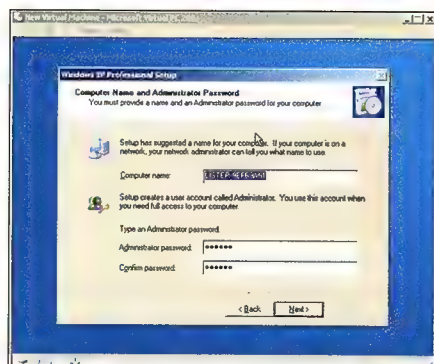 New Virtual Machine - Microsoft Virtual PC
Windows XP Professional Setup
Computer Name and Administrator Password
You must provide a name and an Administrator password for your computer.
Setup has suggested a name for your computer. If your computer is on a
network, your network administrator can tell you what name to use.
Computer name:
Setup creates a user account called Administrator. You use this account when
you need full access to your computer.
Type an Administrator password.
Administrator password:
Confirm password:
< Back
Next >